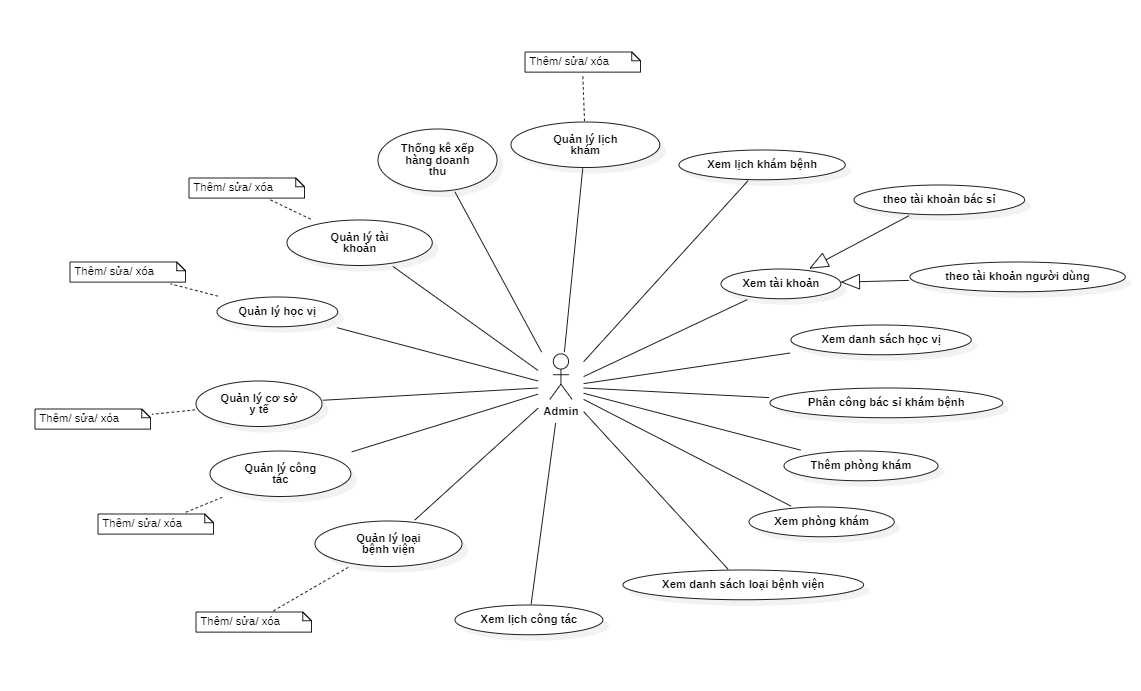 Thêm/ sửa/ xóa
Quản lý lịch
khám
Thống kê xếp
hàng doanh
thu
Xem lịch khám bệnh
Thêm/ sửa/ xóa
theo tài khoản bác sỉ
Quản lý tài
khoản
Thêm/ sửa/ xóa
theo tài khoản người dùng
Xem tài khoản
Quản lý học vị
Xem danh sách học vị
Quản lý cơ sở
y tế
Phân công bác sỉ khám bệnh
Admin
Thêm/ sửa/ xóa
Quản lý công
tác
Thêm phòng khám
Thêm/ sửa/ xóa
Xem phòng khám
Quản lý loại
bệnh viện
Xem danh sách loại bệnh viện
Thêm/ sửa/ xóa
Xem lịch công tác